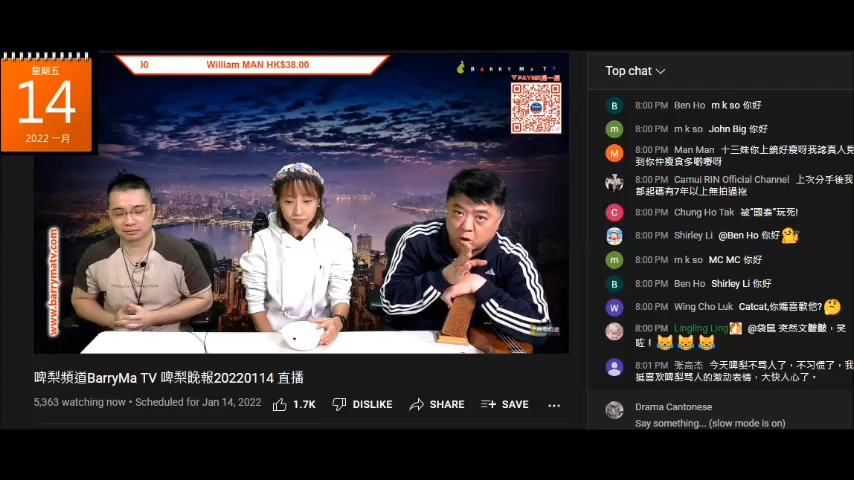 星期五
14
2022 一月
00
William MAN HK$38.00
BARRYMA TV
www.barrymatv.com
啤梨頻道BarryMa TV 啤梨晚報20220114 直播
5,363 watching now • Scheduled for Jan 14, 2022
1.7K
DISLIKE
SHARE
SAVE
Top chat
B
8:00 PM Ben Ho m k so 你好
m
8:00 PM m k so John Big 你好
M
8:00 PM Man Man 十三妹你上鏡好瘦呀我認真人見
到你仲瘦食多啲嘢呀
8:00 PM Camui RIN Official Channel 上次分手後我
都起碼有7年以上無拍過拖
C
8:00 PM Chung Ho Tak 被“國泰”玩死!
8:00 PM Shirley Li @Ben Ho 你好
m
8:00 PM m k so MC MC 你好
B
8:00 PM Ben Ho Shirley Li 你好
W
8:00 PM Wing Cho Luk Catcat,你媽喜歡他?
8:00 PM Lingling Ling @袋鼠 突然文皺皺，笑
咗！
8:01 PM 张高杰 今天啤梨不骂人了，不习惯了，我
挺喜欢啤梨骂人的激动表情，大快人心了。
Drama Cantonese
Say something... (slow mode is on)